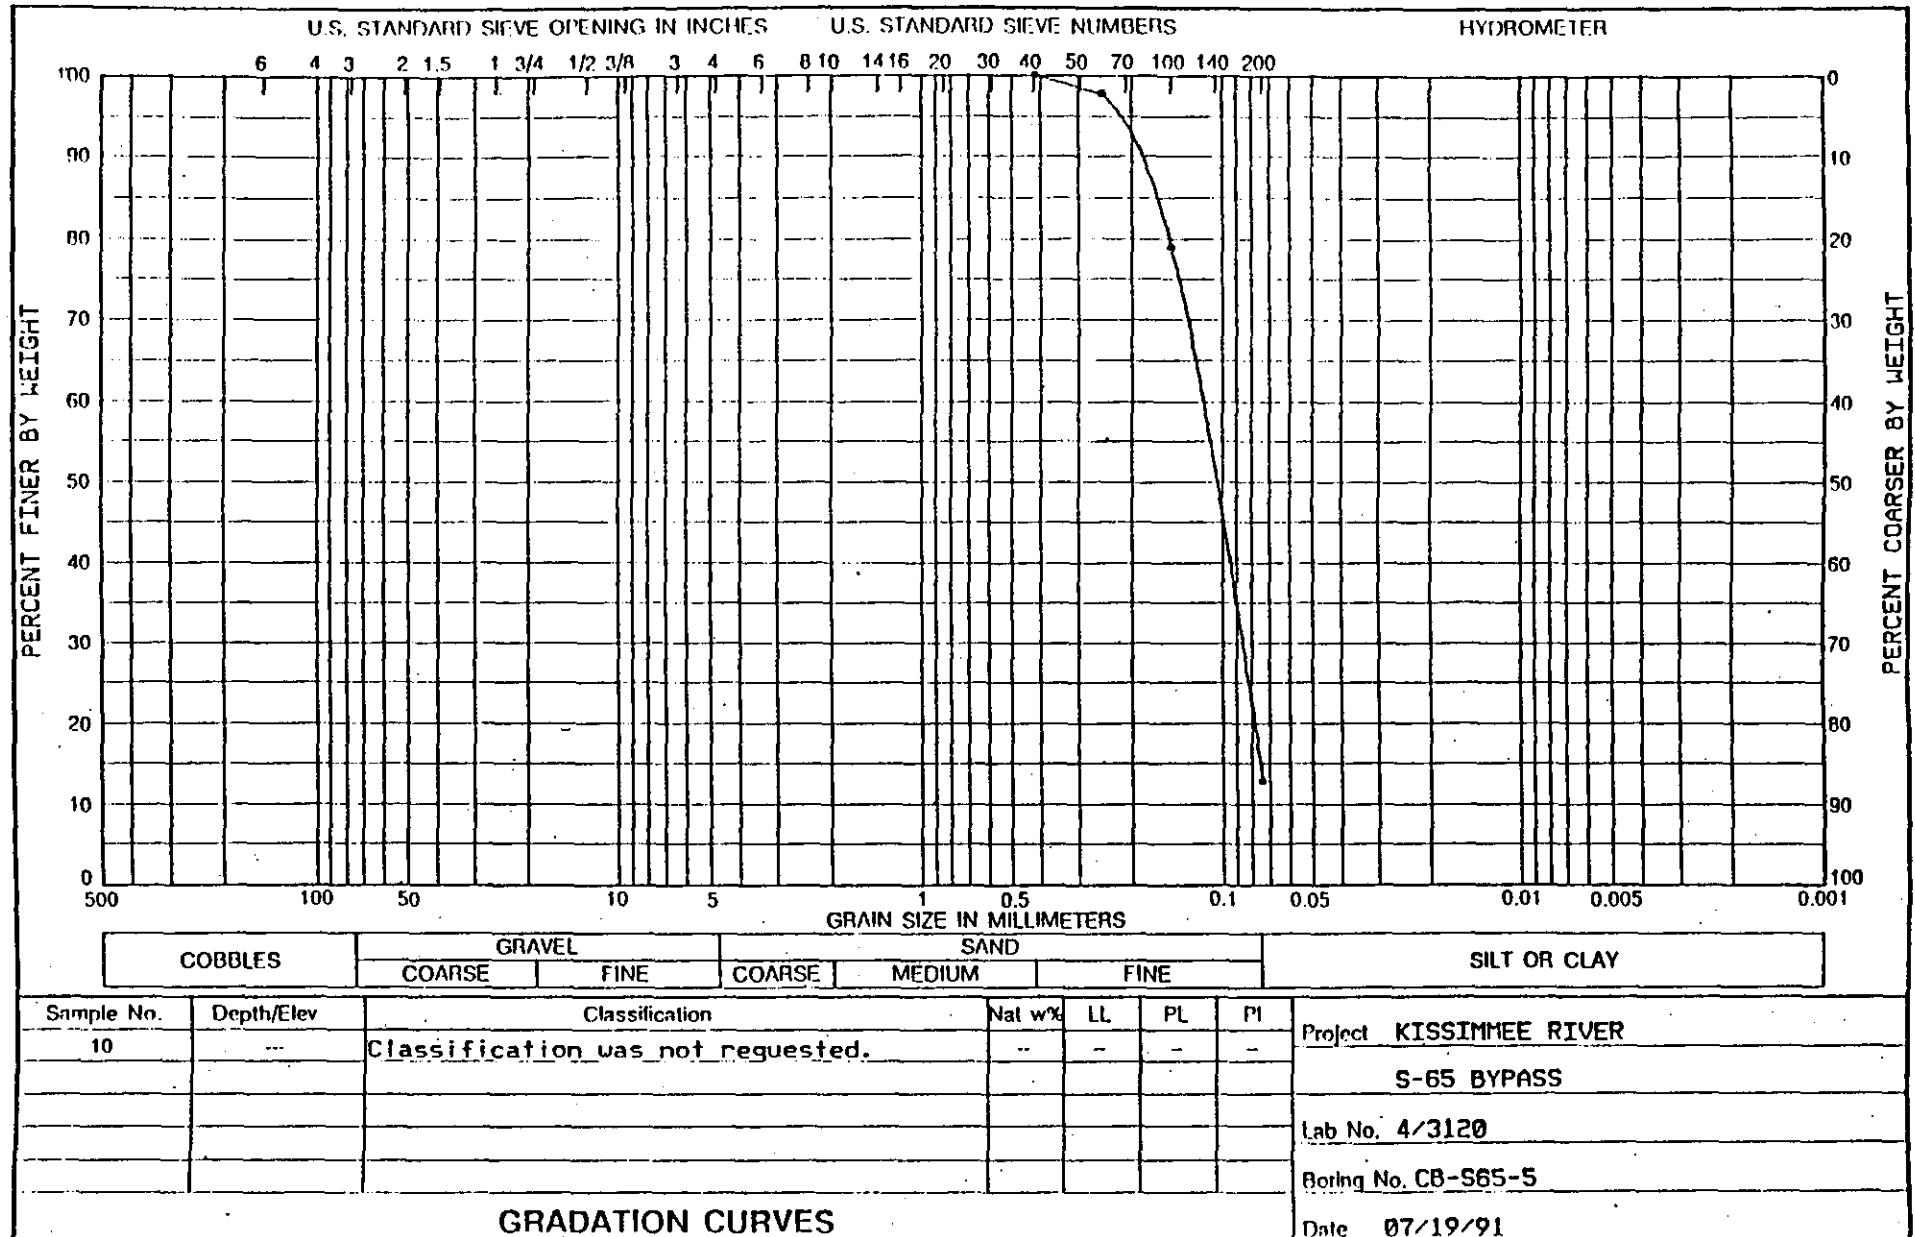 U.S. STANDARD SIEVE OPENING IN INCHES U.S. STANDARD SIEVE NUMBERS HYDROMETER
6 4 3 2 1.5 1 3/4 1/2 3/8 3 4 6 8 10 14 16 20 30 40 50 70 100 140 200
100 0
90 10
80 20
70 30
60 40
50 50
40 60
30 70
20 80
10 90
0 100
PERCENT FINER BY WEIGHT
PERCENT COARSER BY WEIGHT
500 100 50 10 5 1 0.5 0.1 0.05 0.01 0.005 0.001
GRAIN SIZE IN MILLIMETERS
COBBLES GRAVEL SAND SILT OR CLAY
COARSE FINE COARSE MEDIUM FINE
Sample No. Depth/Elev Classification Nat w% LL PL PI
10 --- Classification was not requested. -- - - -
Project KISSIMMEE RIVER
S-65 BYPASS
Lab No. 4/3120
Boring No. CB-S65-5
GRADATION CURVES
Date 07/19/91